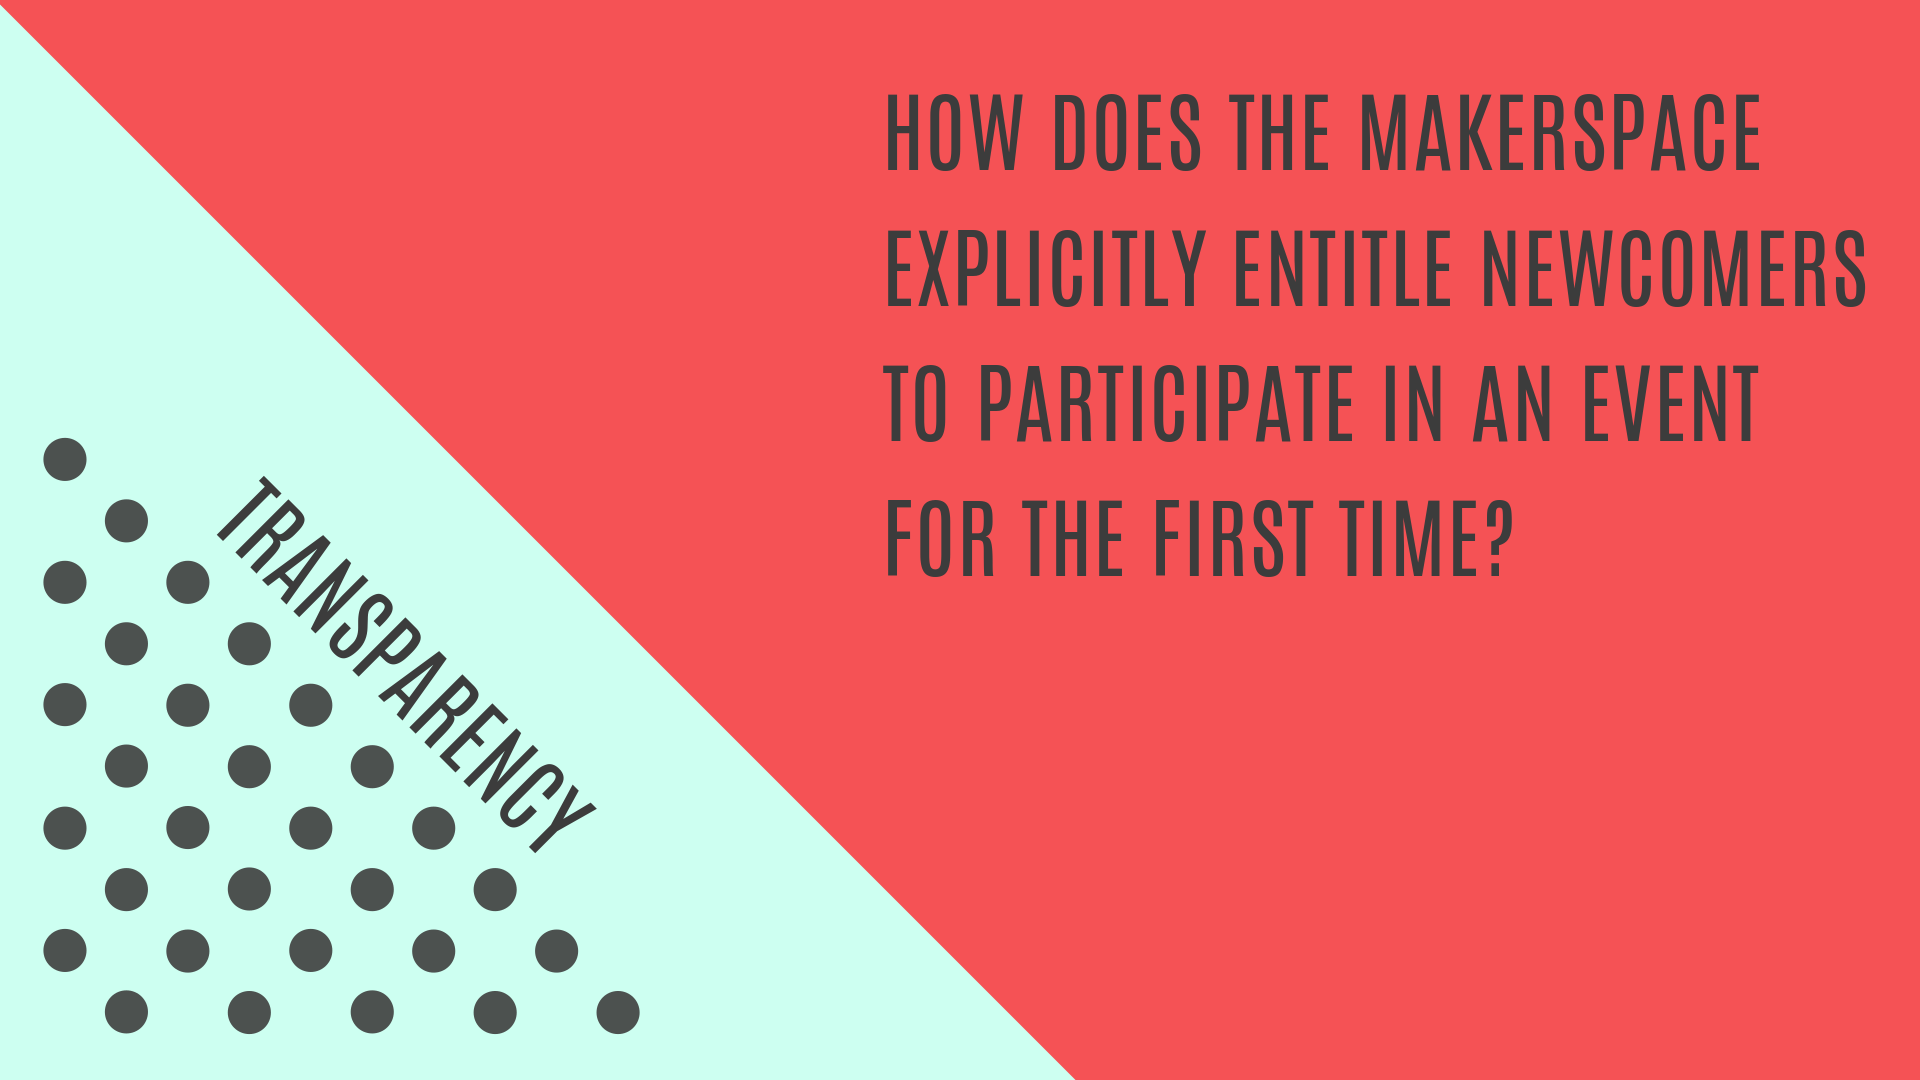 HOW DOES THE MAKERSPACE
EXPLICITLY ENTITLE NEWCOMERS
TO PARTICIPATE IN AN EVENT
FOR THE FIRST TIME?
TRANSPARENCY